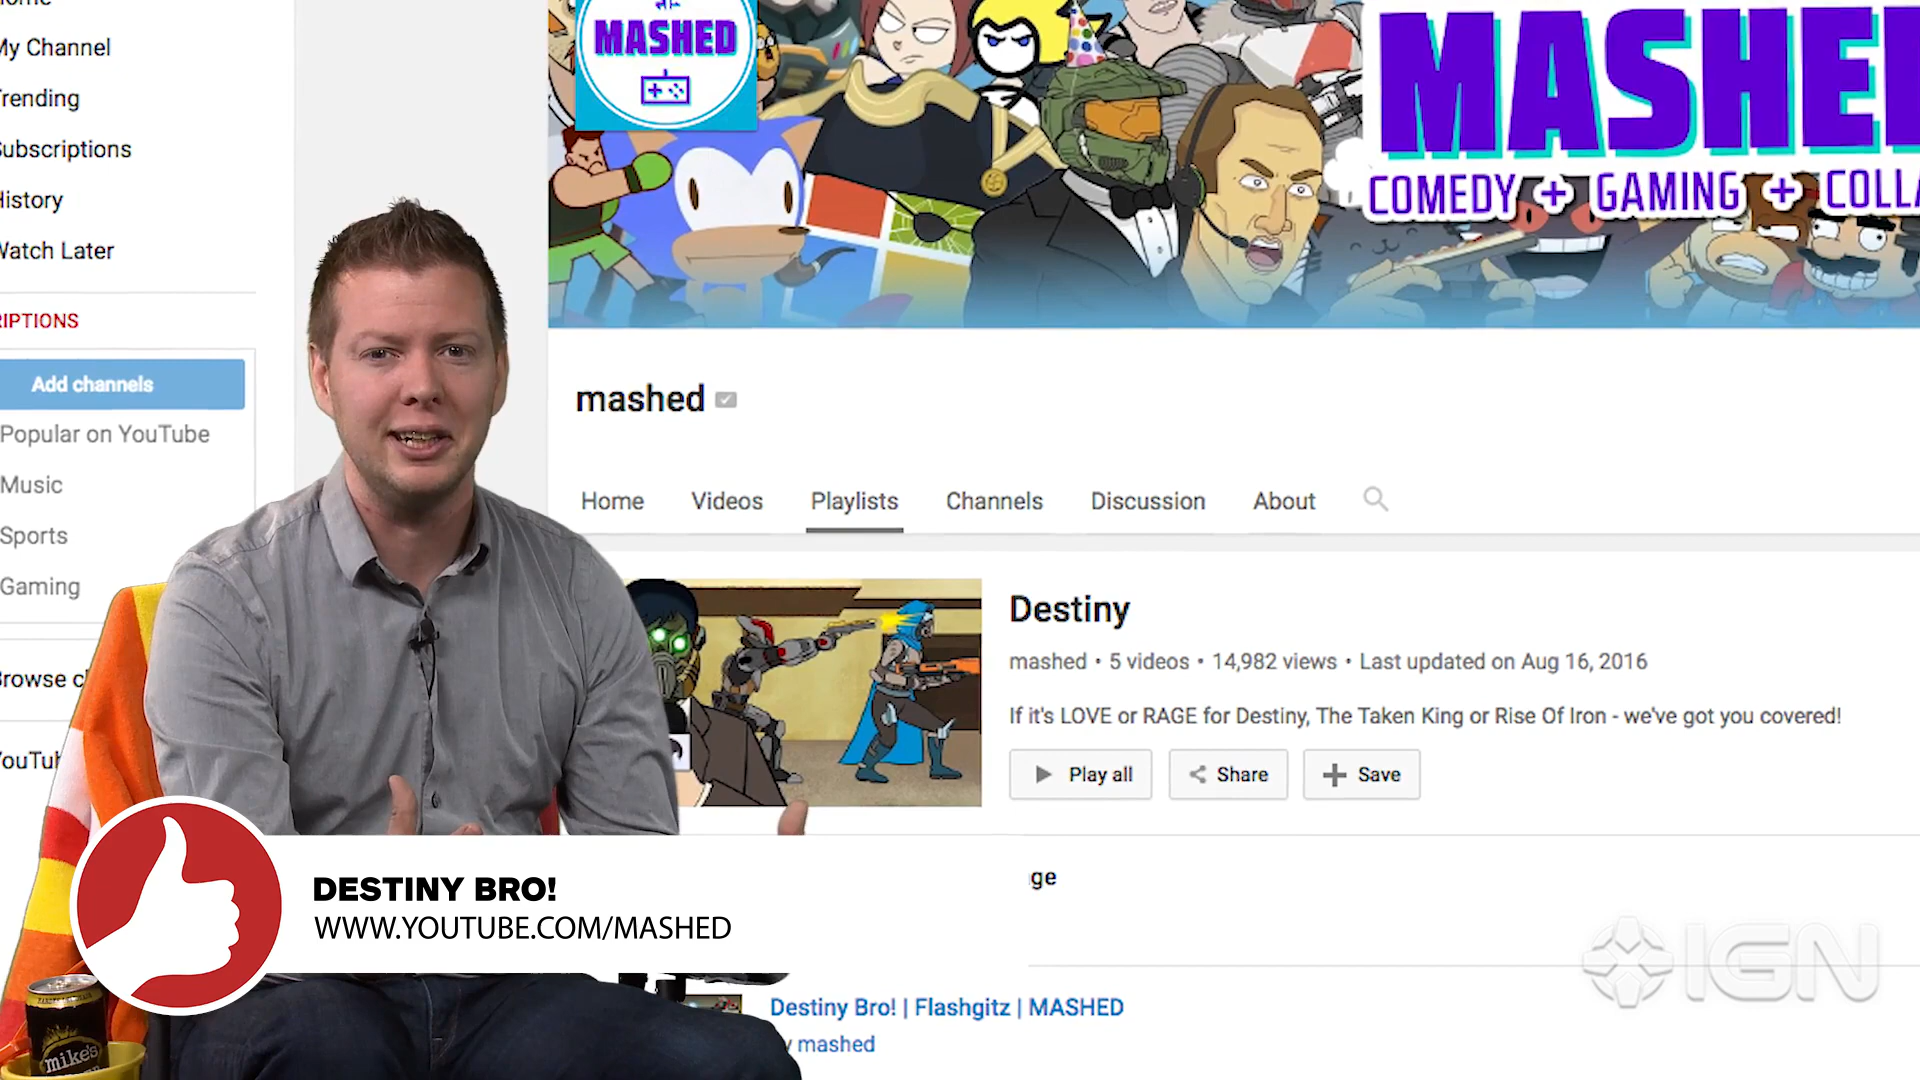 My Channel
Trending
Subscriptions
History
Watch Later
RIPTIONS
Add channels
Popular on YouTube
Music
Sports
Gaming
Browse c
YouTu
MASHED
MASHED
COMEDY + GAMING + COLLA
mashed
Home Videos Playlists Channels Discussion About
Destiny
mashed • 5 videos • 14,982 views • Last updated on Aug 16, 2016
If it's LOVE or RAGE for Destiny, The Taken King or Rise Of Iron - we've got you covered!
Play all Share Save
ge
DESTINY BRO!
WWW.YOUTUBE.COM/MASHED
Destiny Bro! | Flashgitz | MASHED
mashed
mike's
IGN